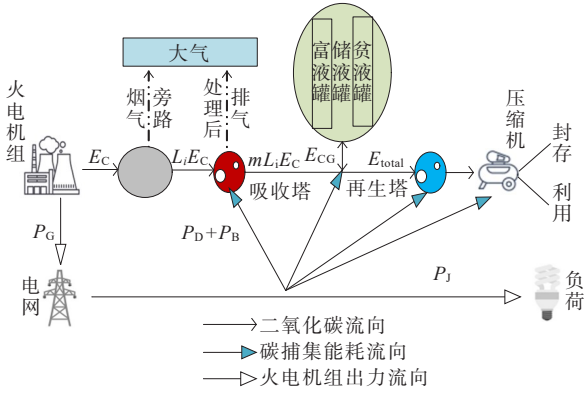 大气
富液罐
储液罐
贫液罐
火电机组
烟气
旁路
处理后
排气
压缩机
封存
利用
E_C
L_iE_C
mL_iE_C
E_CG
E_total
吸收塔
再生塔
P_G
P_D+P_B
P_J
电网
负荷
二氧化碳流向
碳捕集能耗流向
火电机组出力流向